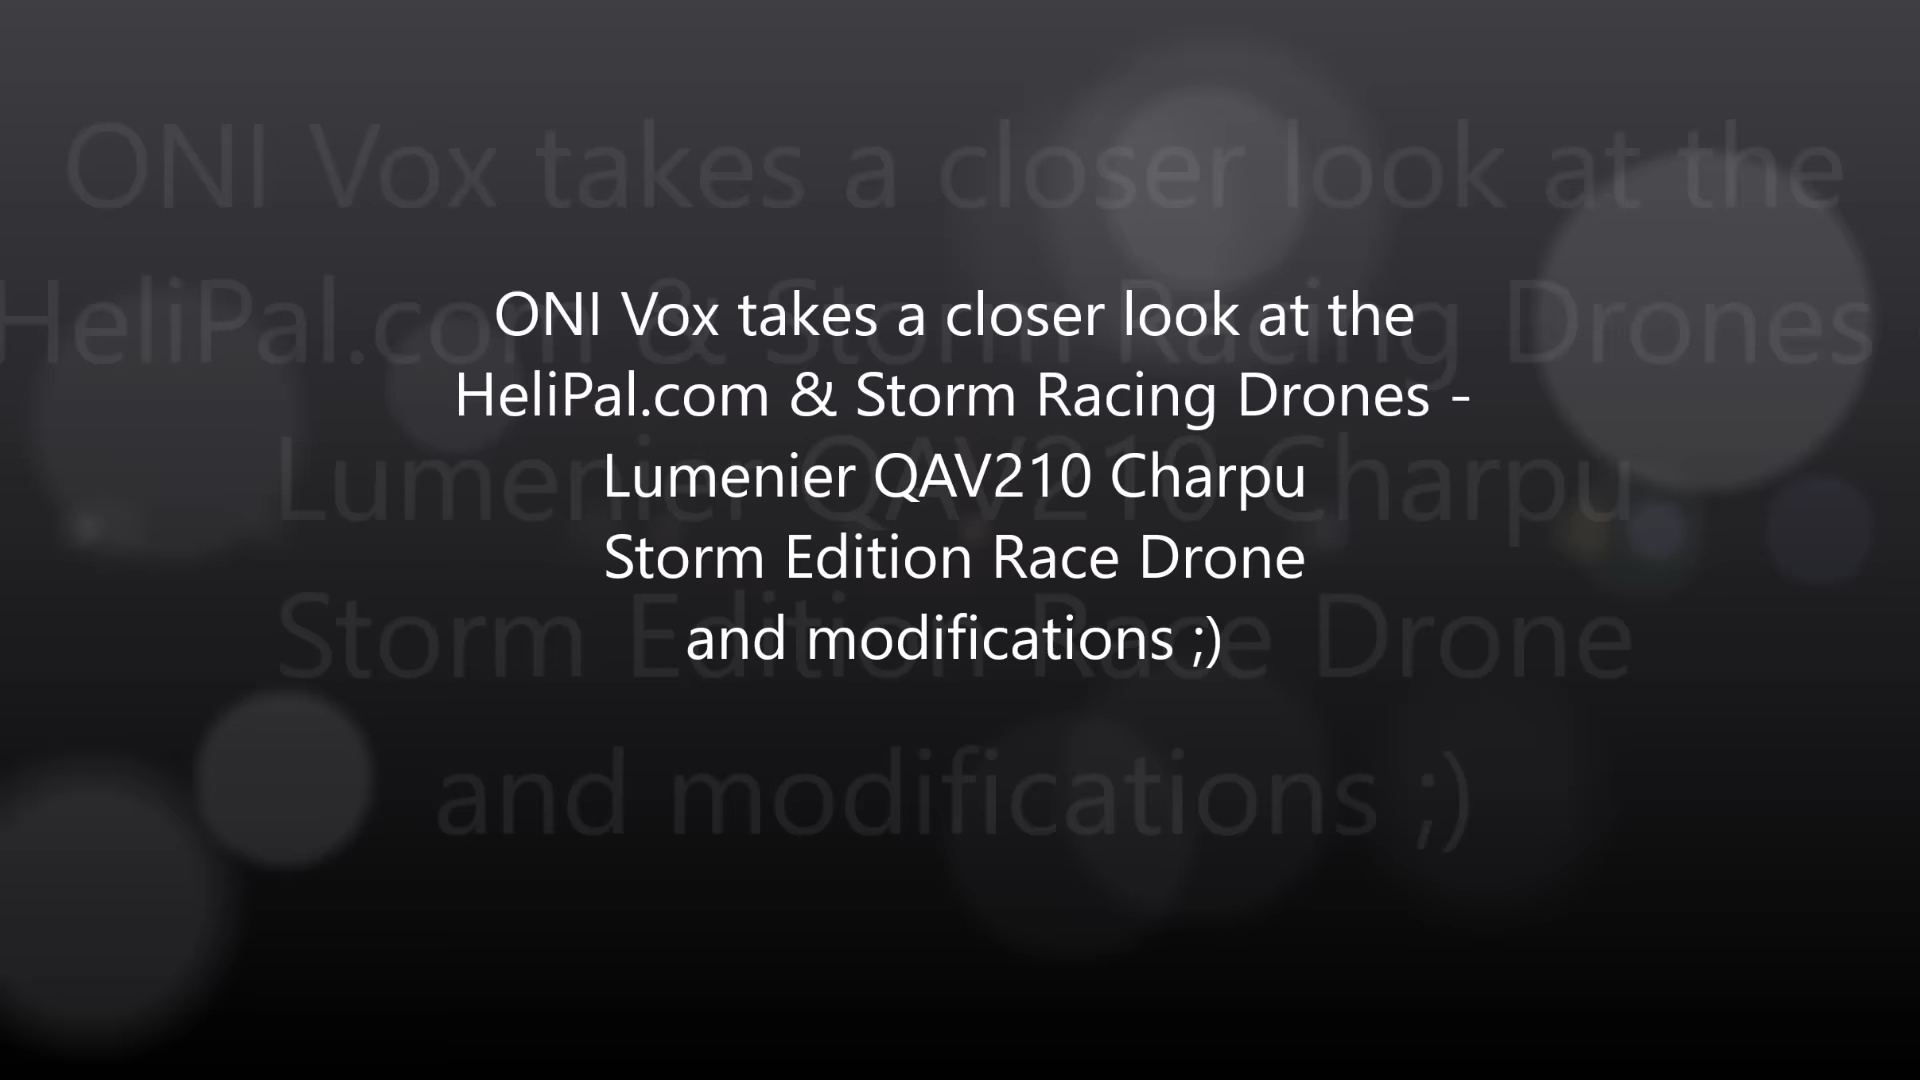 ONI Vox takes a closer look at the
HeliPal.com & Storm Racing Drones -
Lumenier QAV210 Charpu
Storm Edition Race Drone
and modifications ;)